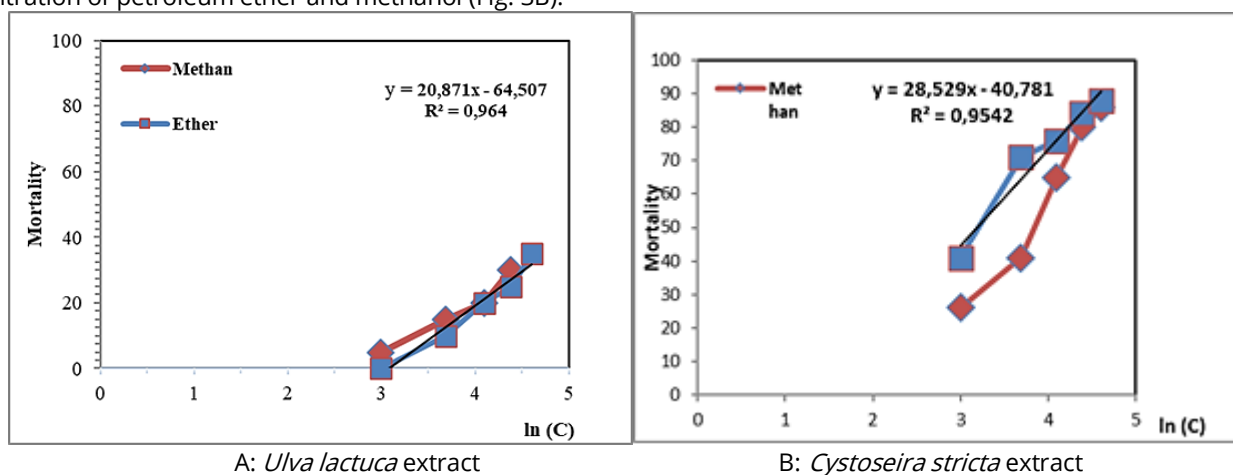 ntration of petroleum ether and methanol (Fig. 3B).
100
80
60
40
20
0
Mortality
Methan
Ether
y = 20,871x - 64,507
R² = 0,964
0 1 2 3 4 5
ln (C)
A: Ulva lactuca extract
100
90
80
70
60
50
40
30
20
10
0
Mortality
Met
han
y = 28,529x - 40,781
R² = 0,9542
0 1 2 3 4 5
ln (C)
B: Cystoseira stricta extract